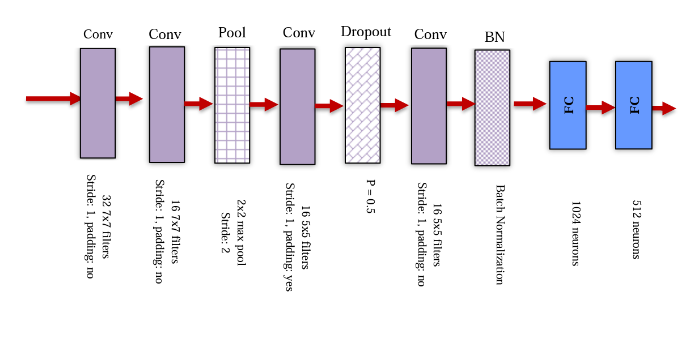 Conv
Conv
Pool
Conv
Dropout
Conv
BN
FC
FC
32 7x7 filters
Stride: 1, padding: no
16 7x7 filters
Stride: 1, padding: no
2x2 max pool
Stride: 2
16 5x5 filters
Stride: 1, padding: yes
P = 0.5
16 5x5 filters
Stride: 1, padding: no
Batch Normalization
1024 neurons
512 neurons